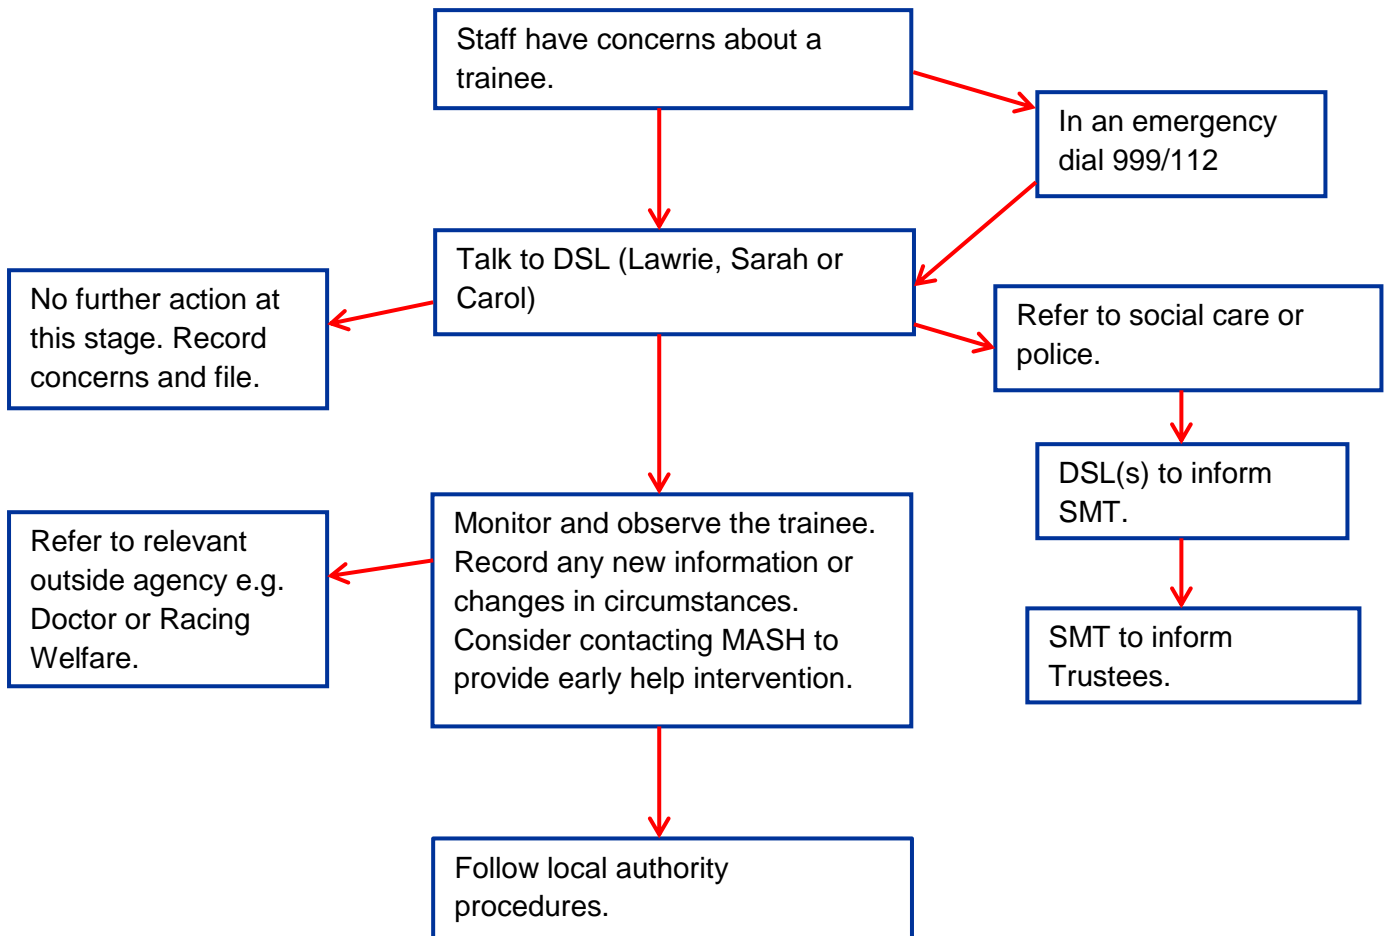 Staff have concerns about a
trainee.
In an emergency
dial 999/112
Talk to DSL (Lawrie, Sarah or
Carol)
No further action at
this stage. Record
concerns and file.
Refer to social care or
police.
DSL(s) to inform
SMT.
Monitor and observe the trainee.
Record any new information or
changes in circumstances.
Consider contacting MASH to
provide early help intervention.
Refer to relevant
outside agency e.g.
Doctor or Racing
Welfare.
SMT to inform
Trustees.
Follow local authority
procedures.